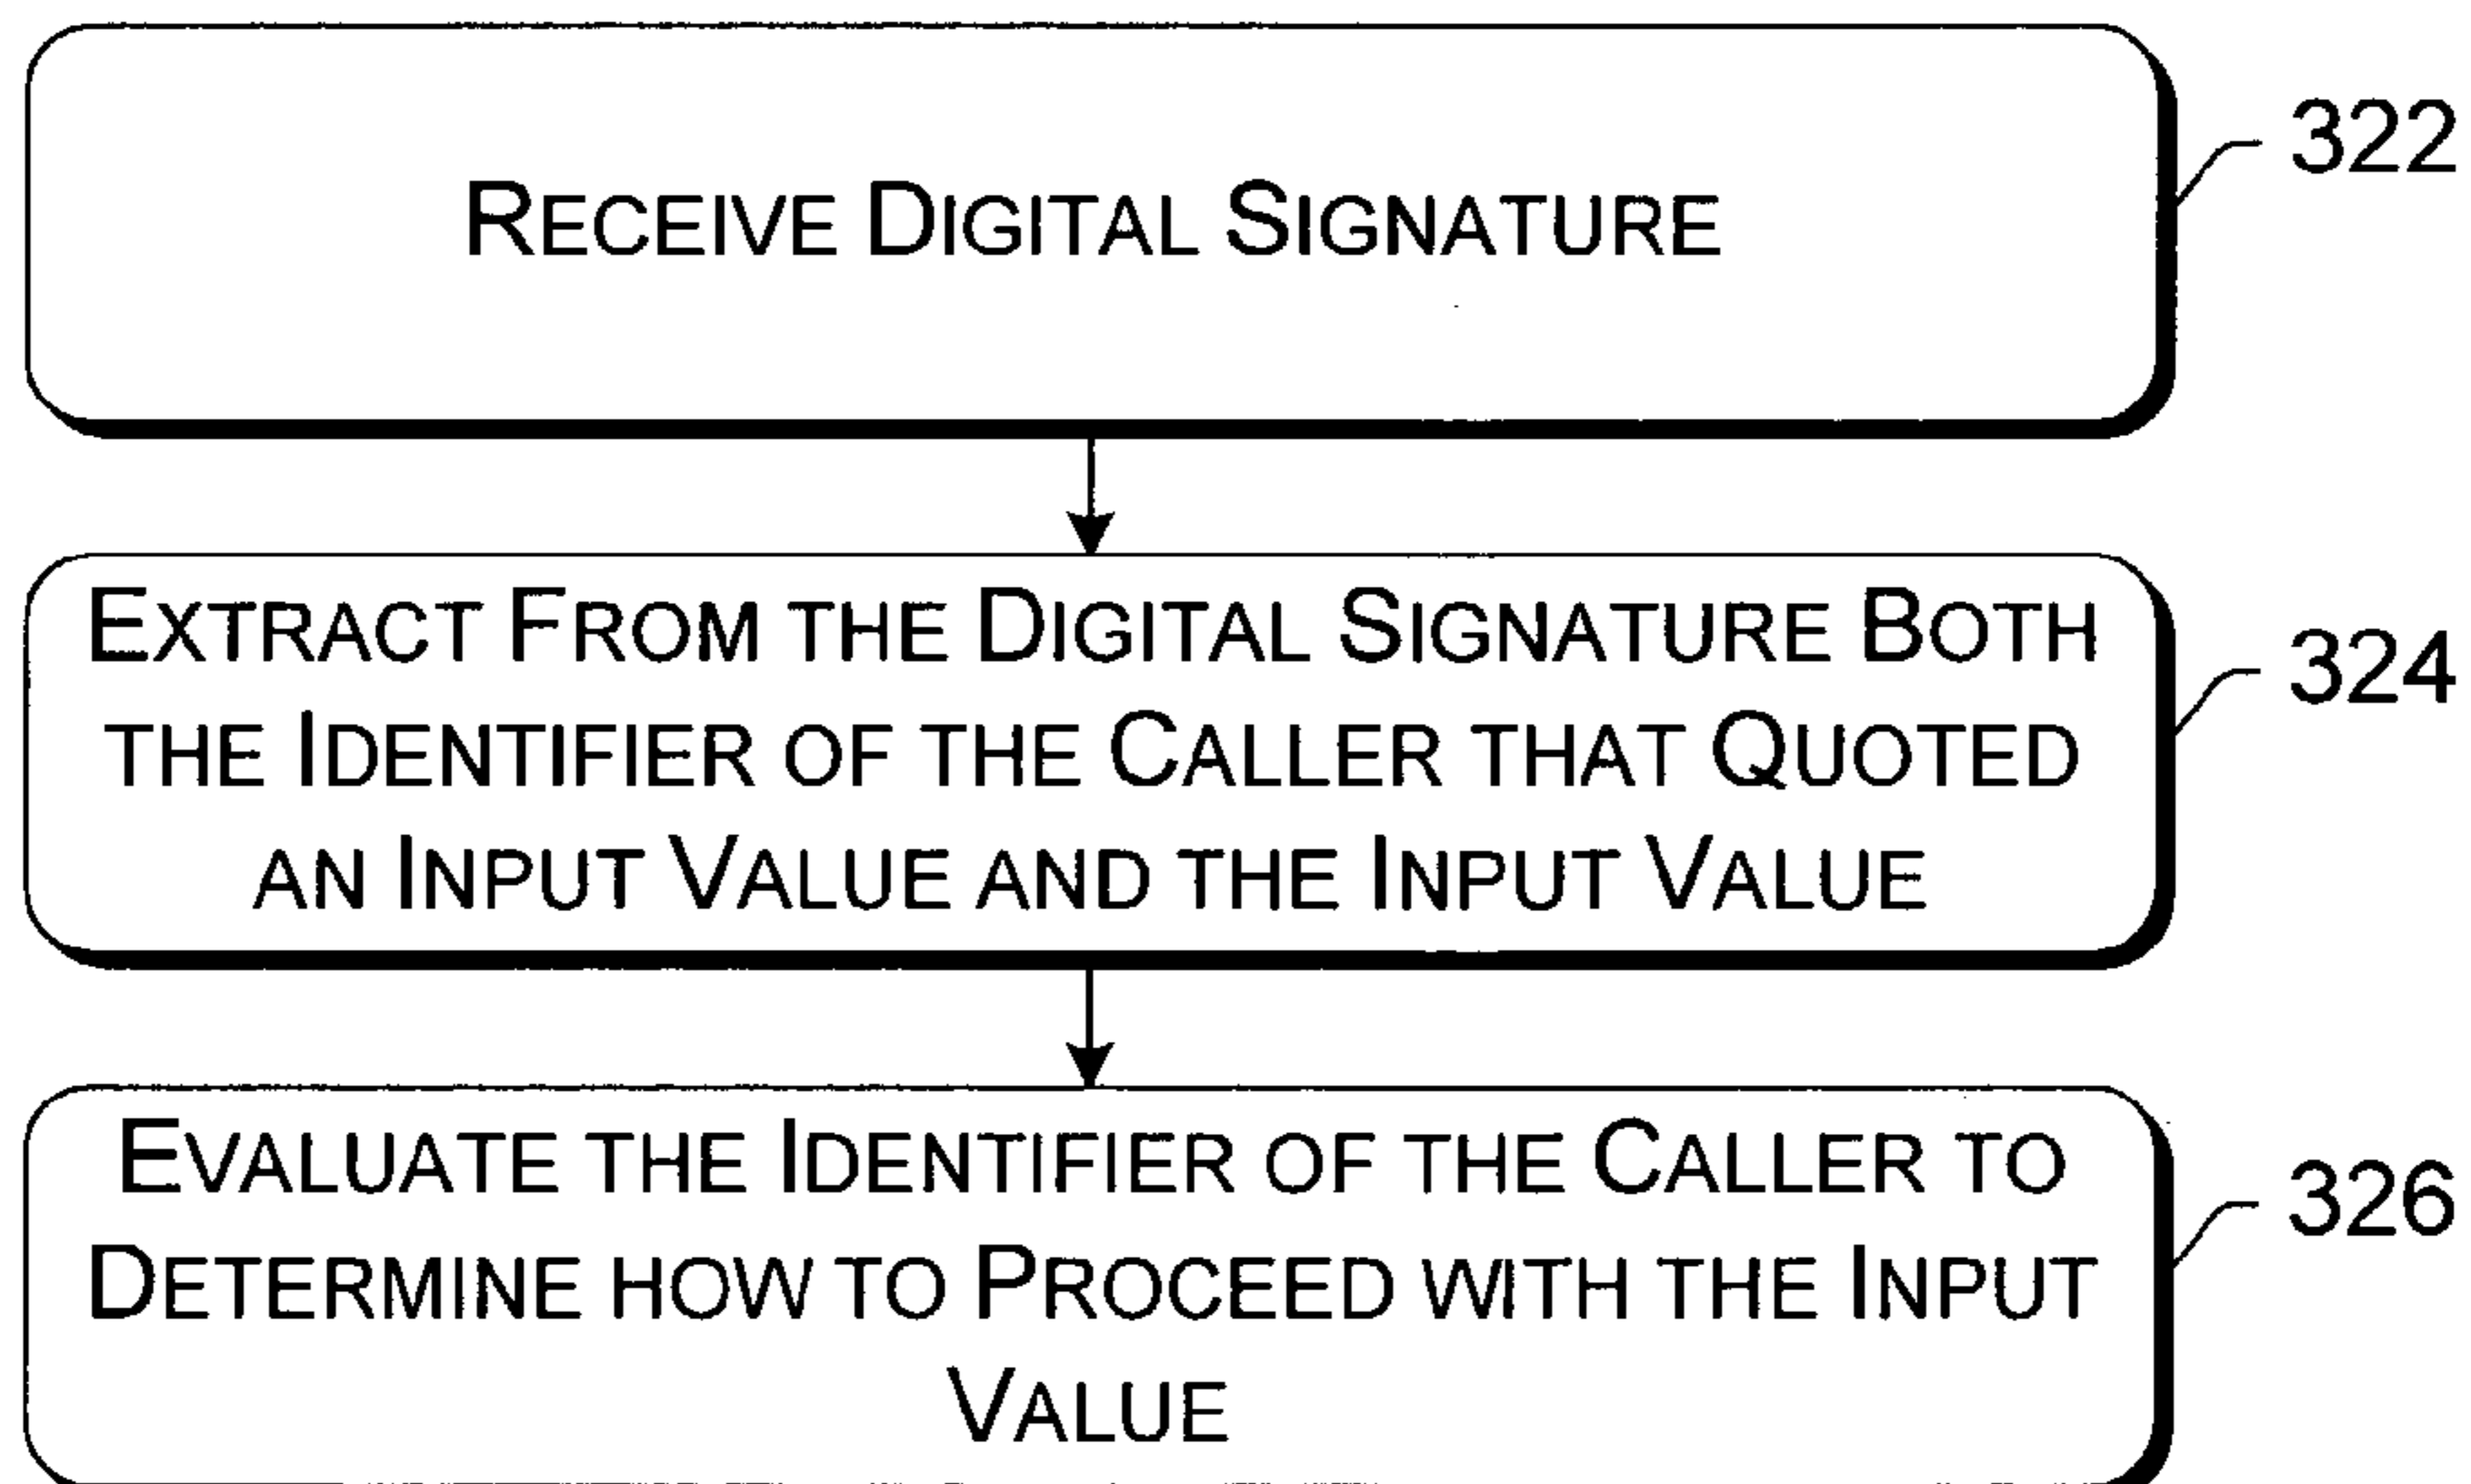 RECEIVE DIGITAL SIGNATURE
322
EXTRACT FROM THE DIGITAL SIGNATURE BOTH
THE IDENTIFIER OF THE CALLER THAT QUOTED
AN INPUT VALUE AND THE INPUT VALUE
324
EVALUATE THE IDENTIFIER OF THE CALLER TO
DETERMINE HOW TO PROCEED WITH THE INPUT
VALUE
326